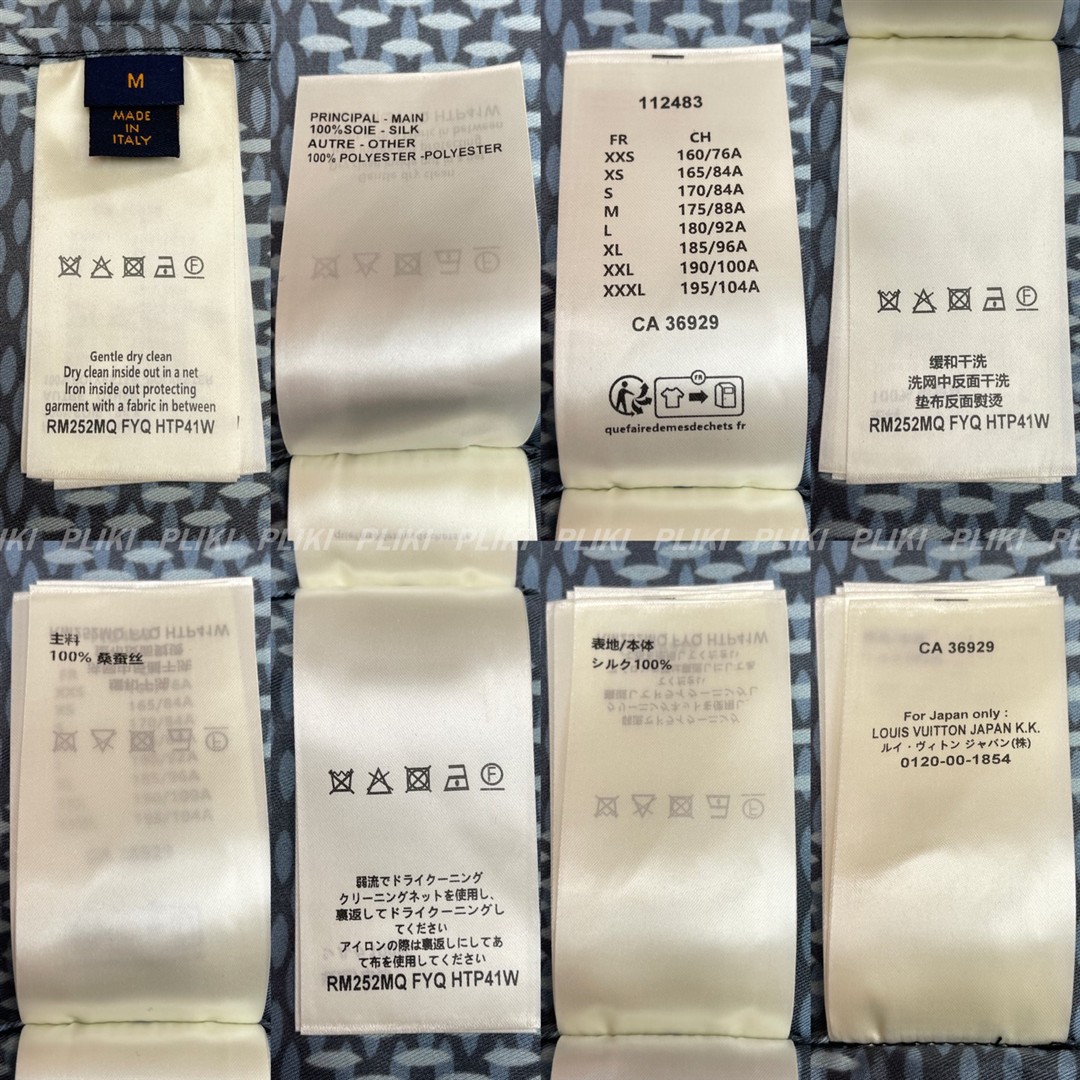 M
MADE
IN
ITALY
Gentle dry clean
Dry clean inside out in a net
Iron inside out protecting
garment with a fabric in between
RM252MQ FYQ HTP41W
PRINCIPAL - MAIN
100%SOIE - SILK
AUTRE - OTHER
100% POLYESTER -POLYESTER
112483
FR CH
XXS 160/76A
XS 165/84A
S 170/84A
M 175/88A
L 180/92A
XL 185/96A
XXL 190/100A
XXXL 195/104A
CA 36929
FR
quefairedemesdechets fr
缓和干洗
洗网中反面干洗
垫布反面熨烫
RM252MQ FYQ HTP41W
PLIKI PLIKI PLIKI PLIKI PLIKI PLIKI PLIKI PLIKI PLIKI PLIKI
主料
100% 桑蚕丝
弱流でドライクーニング
クリーニングネットを使用し、
裏返してドライクーニングし
てください
アイロンの際は裏返しにしてあ
て布を使用してください
RM252MQ FYQ HTP41W
表地/本体
シルク100%
CA 36929
For Japan only :
LOUIS VUITTON JAPAN K.K.
ルイ・ヴィトン ジャパン(株)
0120-00-1854